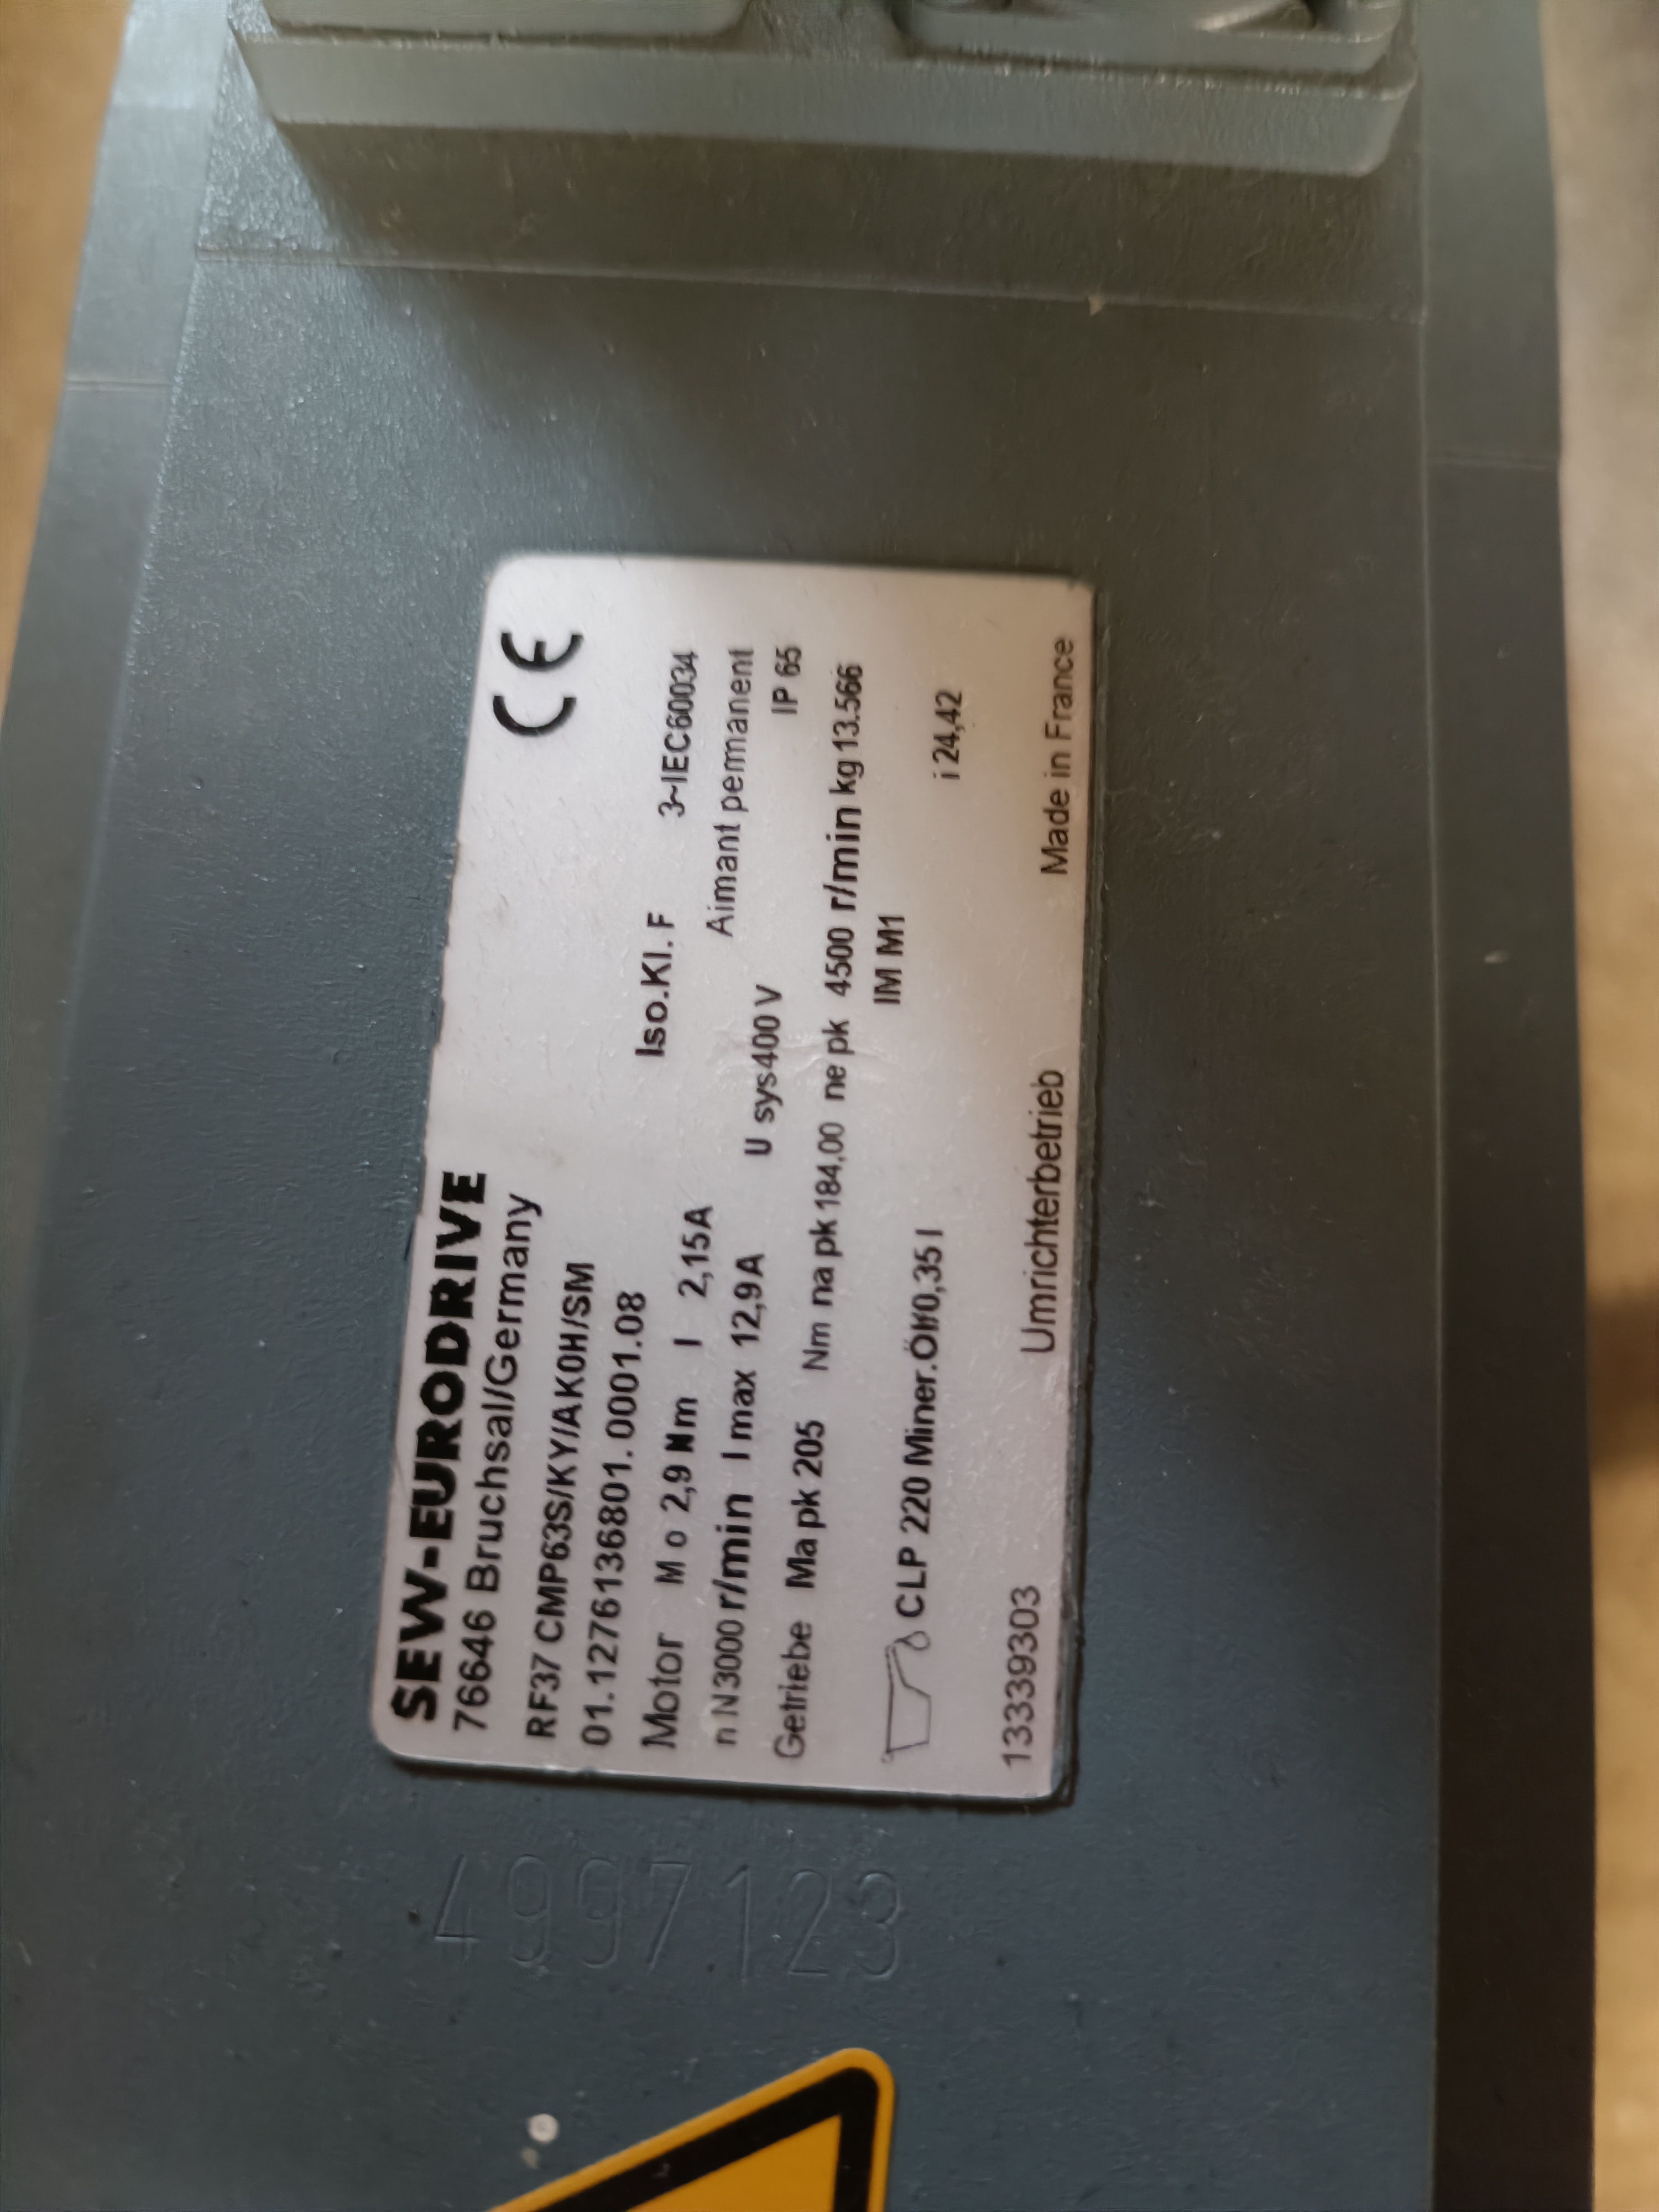 SEW-EURODRIVE
76646 Bruchsal/Germany
CE
RF37 CMP63S/KY/AK0H/SM
01.1276136801.0001.08
Iso.Kl. F 3~IEC60034
Motor M o 2,9 Nm I 2,15A Aimant permanent
n N3000 r/min I max 12,9A U sys400 V IP 65
Getriebe Ma pk 205 Nm na pk 184,00 ne pk 4500 r/min kg 13.566
IM M1
CLP 220 Miner.Öl/0,35 l i 24,42
13339303 Umrichterbetrieb Made in France
4997123